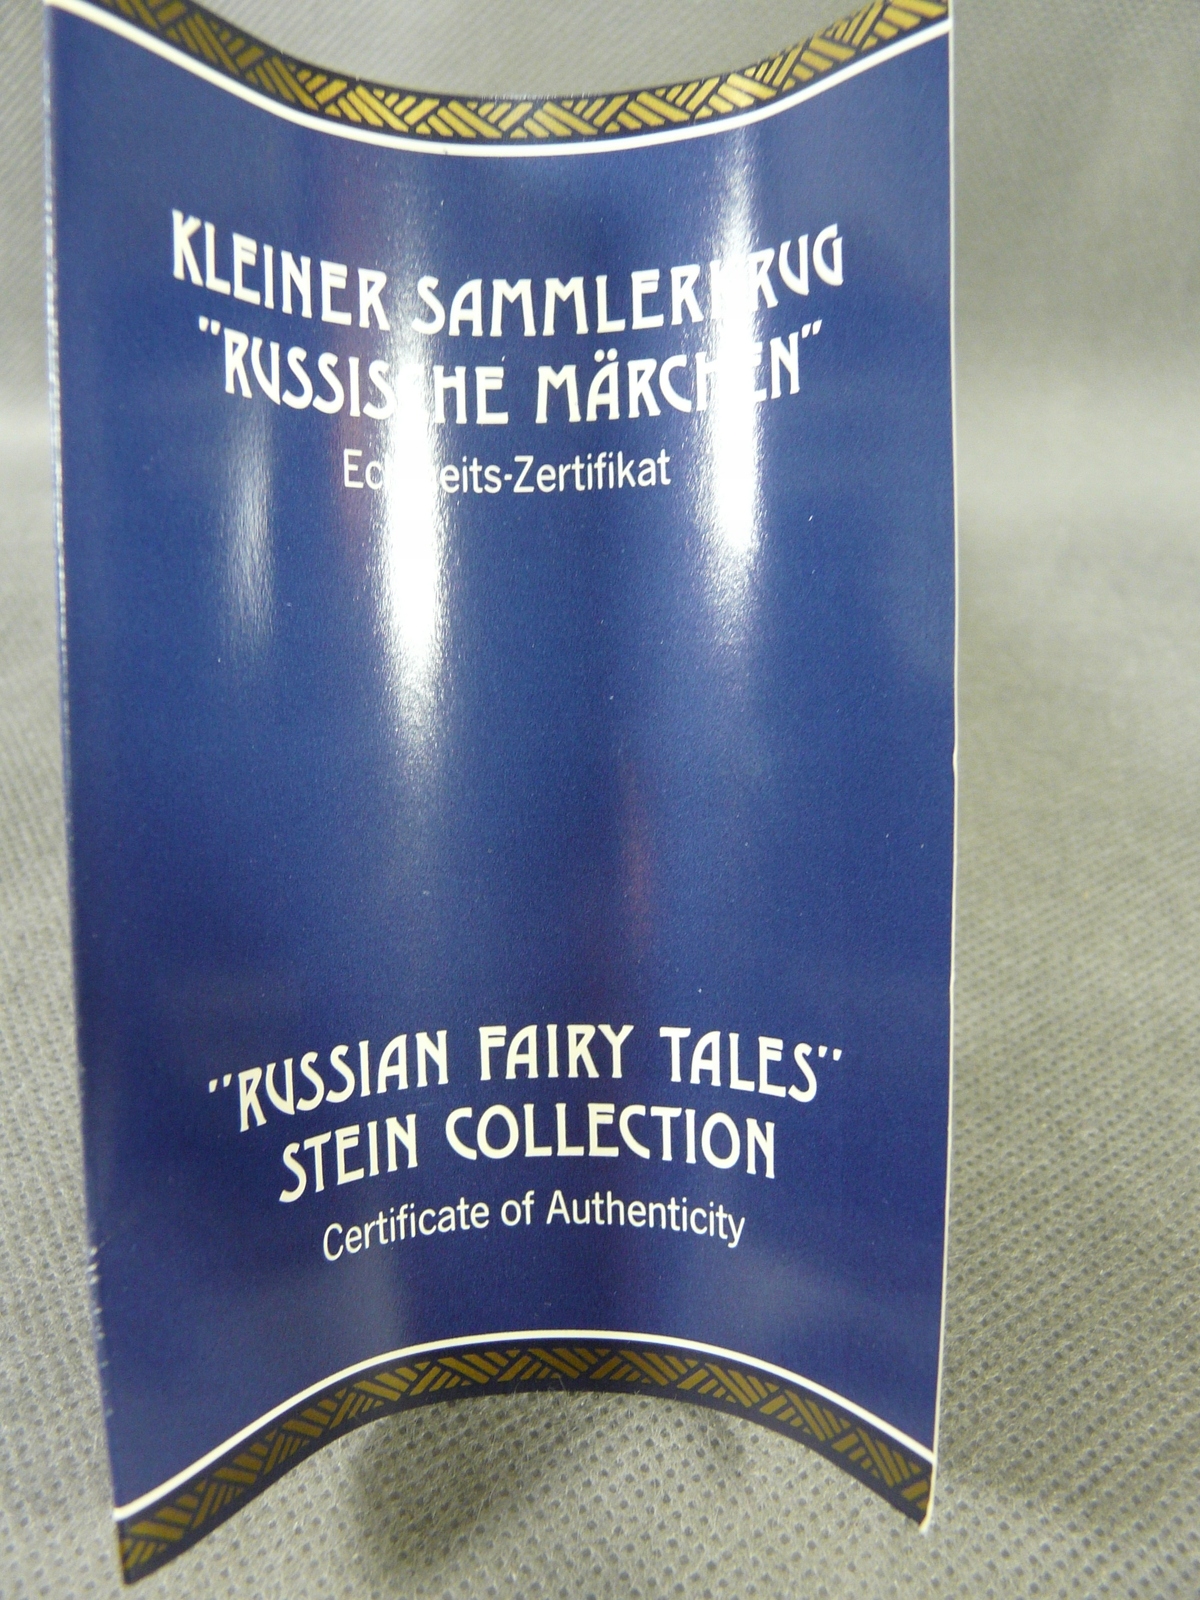 KLEINER SAMMLERKRUG
"RUSSISCHE MÄRCHEN"
Echtheits-Zertifikat
"RUSSIAN FAIRY TALES"
STEIN COLLECTION
Certificate of Authenticity